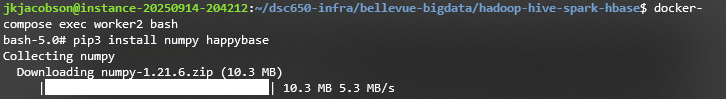 jkjacobson@instance-20250914-204212:~/dsc650-infra/bellevue-bigdata/hadoop-hive-spark-hbase$ docker-
compose exec worker2 bash
bash-5.0# pip3 install numpy happybase
Collecting numpy
  Downloading numpy-1.21.6.zip (10.3 MB)
     |████████████████████████████████| 10.3 MB 5.3 MB/s